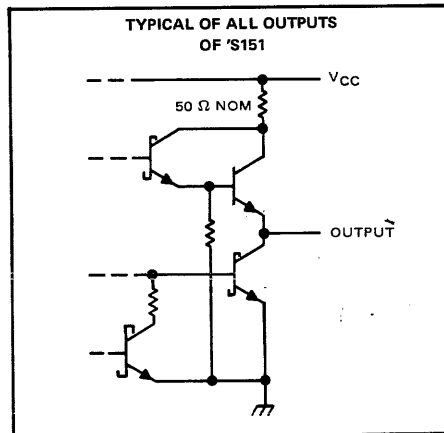 TYPICAL OF ALL OUTPUTS
OF 'S151
VCC
50 Ω NOM
OUTPUT